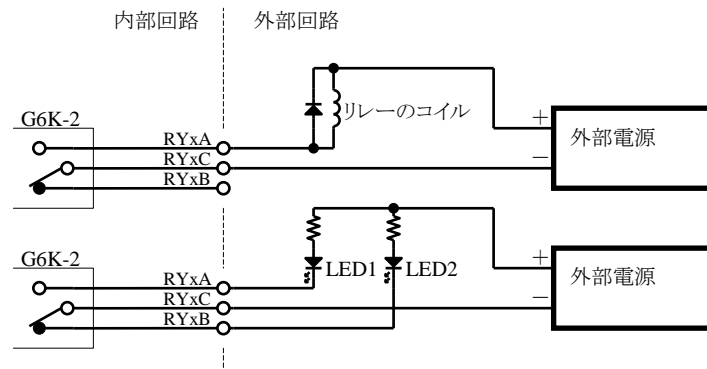 内部回路
外部回路
G6K-2
RYxA
RYxC
RYxB
リレーのコイル
+
−
外部電源
G6K-2
RYxA
RYxC
RYxB
LED1
LED2
+
−
外部電源